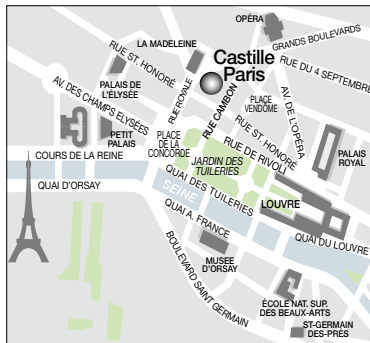 OPÉRA
GRANDS BOULEVARDS
LA MADELEINE
RUE ST. HONORÉ
Castille
Paris
RUE DU 4 SEPTEMBRE
PALAIS DE
L'ÉLYSÉE
RUE ROYALE
RUE CAMBON
PLACE
VENDÔME
AV. DE L'OPÉRA
AV. DES CHAMPS ELYSÉES
RUE ST. HONORÉ
PETIT
PALAIS
PLACE
DE LA
CONCORDE
RUE DE RIVOLI
PALAIS
ROYAL
COURS DE LA REINE
JARDIN DES
TUILERIES
QUAI D'ORSAY
SEINE
QUAI DES TUILERIES
LOUVRE
QUAI A. FRANCE
QUAI DU LOUVRE
MUSEE
D'ORSAY
BOULEVARD SAINT GERMAIN
ÉCOLE NAT. SUP.
DES BEAUX-ARTS
ST-GERMAIN
DES-PRÉS